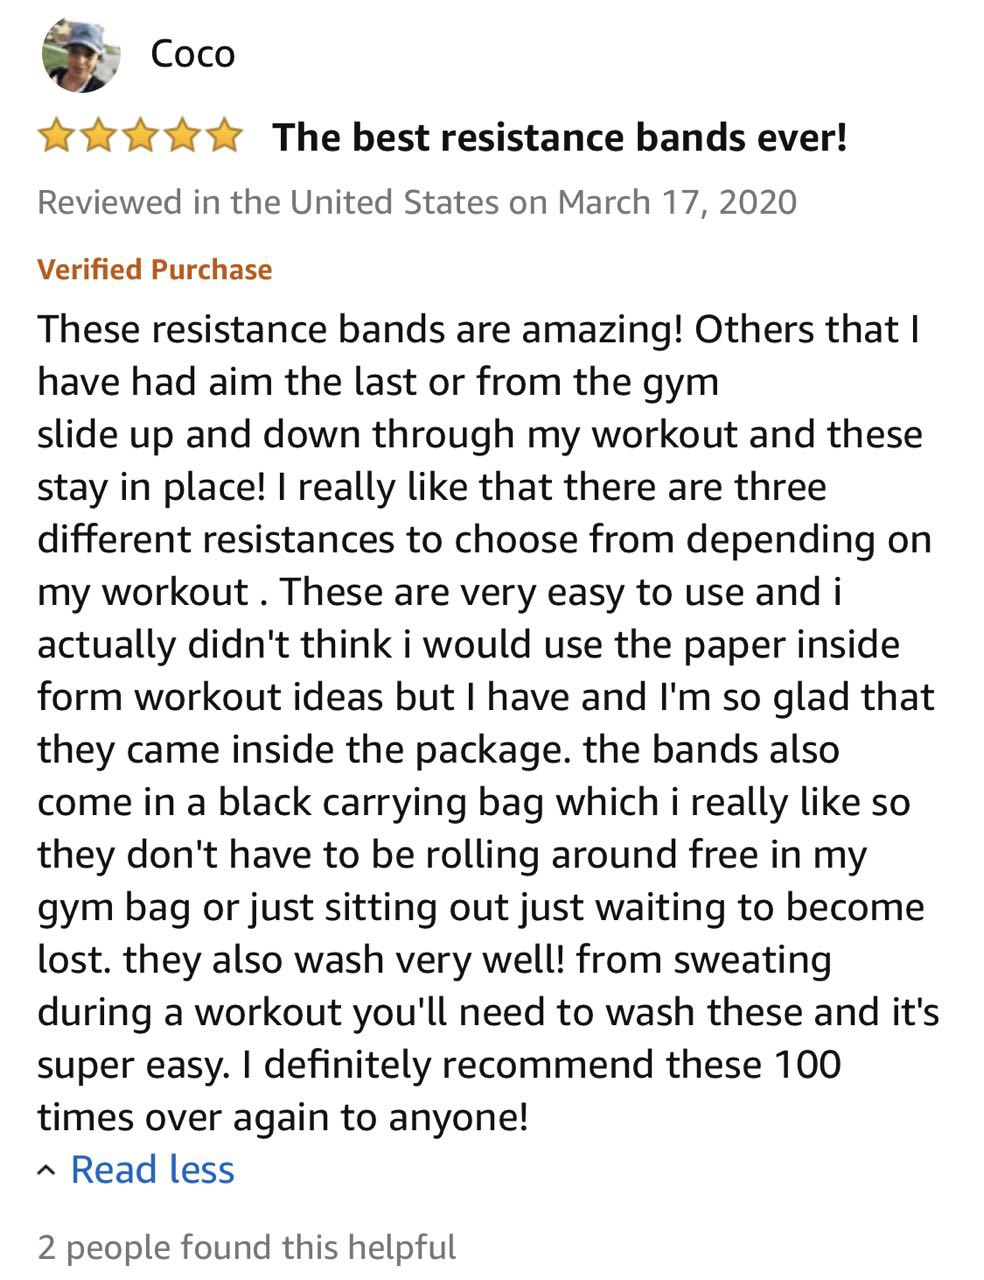 Coco
The best resistance bands ever!
Reviewed in the United States on March 17, 2020
Verified Purchase
These resistance bands are amazing! Others that I
have had aim the last or from the gym
slide up and down through my workout and these
stay in place! I really like that there are three
different resistances to choose from depending on
my workout . These are very easy to use and i
actually didn't think i would use the paper inside
form workout ideas but I have and I'm so glad that
they came inside the package. the bands also
come in a black carrying bag which i really like so
they don't have to be rolling around free in my
gym bag or just sitting out just waiting to become
lost. they also wash very well! from sweating
during a workout you'll need to wash these and it's
super easy. I definitely recommend these 100
times over again to anyone!
Read less
2 people found this helpful